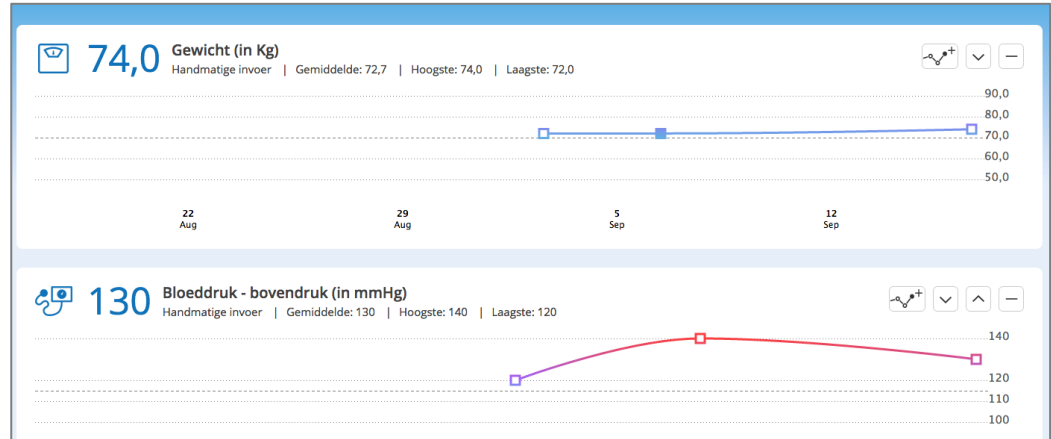 74,0 Gewicht (in Kg)
Handmatige invoer | Gemiddelde: 72,7 | Hoogste: 74,0 | Laagste: 72,0
90,0
80,0
70,0
60,0
50,0
22 29 5 12
Aug Aug Sep Sep
130 Bloeddruk - bovendruk (in mmHg)
Handmatige invoer | Gemiddelde: 130 | Hoogste: 140 | Laagste: 120
140
120
110
100